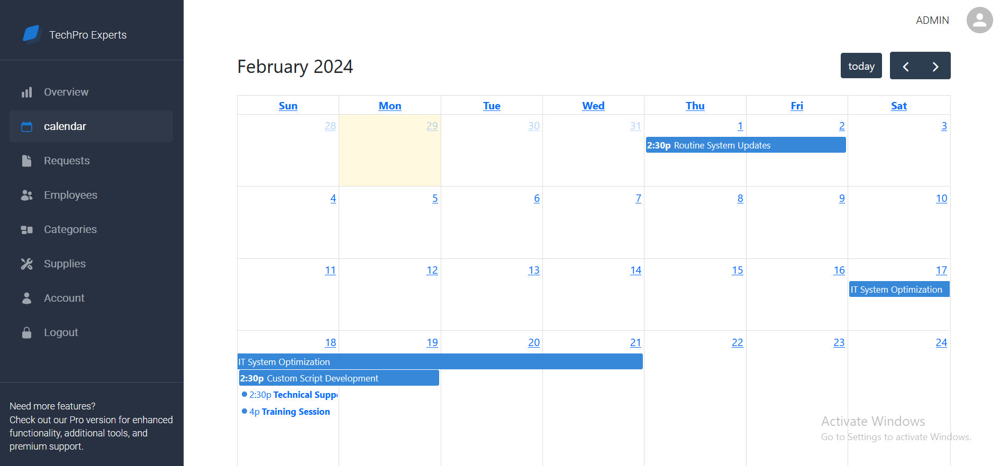 TechPro Experts
Overview
calendar
Requests
Employees
Categories
Supplies
Account
Logout
Need more features?
Check out our Pro version for enhanced
functionality, additional tools, and
premium support.
ADMIN
February 2024
today
Sun Mon Tue Wed Thu Fri Sat
28 29 30 31 1 2 3
2:30p Routine System Updates
4 5 6 7 8 9 10
11 12 13 14 15 16 17
IT System Optimization
18 19 20 21 22 23 24
IT System Optimization
2:30p Custom Script Development
2:30p Technical
4p Training Session
Activate Windows
Go to Settings to activate Windows.